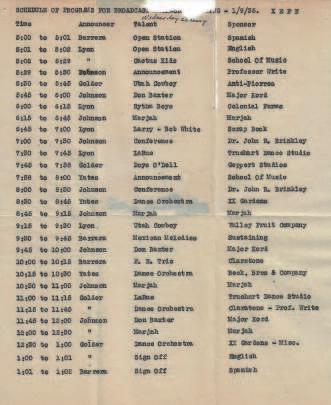 SCHEDULE OF PROGRAMS FOR BROADCAST - 1/9/36. X E P N
Wednesday Evening
Time Announcer Talent Sponsor
5:00 to 5:01 Barrera Open Station Spanish
5:01 to 5:02 Lyon Open Station English
5:02 to 5:29 " Cactus Kids School Of Music
5:29 to 5:30 Johnson Announcement Professor Write
5:30 to 5:45 Golder Utah Cowboy Anti-Pierrea
5:45 to 6:00 Johnson Don Baxter Major Kord
6:00 to 6:15 Lyon Rythm Boys Colonial Farms
6:15 to 6:45 Johnson Marjah Marjah
6:45 to 7:00 Lyon Larry - Bob White Scrap Book
7:00 to 7:30 Johnson Conference Dr. John R. Brinkley
7:30 to 7:45 Lyon LaRue Truehart Dance Studio
7:45 to 7:58 Golder Doye O'Dell Geppert Studios
7:58 to 8:00 Yates Announcement School Of Music
8:00 to 8:30 Johnson Conference Dr. John R. Brinkley
8:30 to 8:45 Yates Dance Orchestra XX Gardens
8:45 to 9:15 Johnson Marjah Marjah
9:15 to 9:30 Lyon Utah Cowboy Valley Fruit Company
9:30 to 9:45 Barrera Mexican Melodies Sustaining
9:45 to 10:00 Johnson Don Baxter Major Kord
10:00 to 10:15 Barrera Trio Clarstone
10:15 to 10:30 Yates Dance Orchestra Beck, Bros & Company
10:30 to 11:00 Johnson Marjah Marjah
11:00 to 11:15 Golder LaRue Truehart Dance Studio
11:15 to 11:45 " Dance Orchestra Clarstone - Prof. Write
11:45 to 12:00 Johnson Don Baxter Major Kord
12:00 to 12:30 " Marjah Marjah
12:30 to 1:00 Golder Dance Orchestra XX Gardens - Misc.
1:00 to 1:01 " Sign Off English
1:01 to 1:02 Barrera Sign Off Spanish